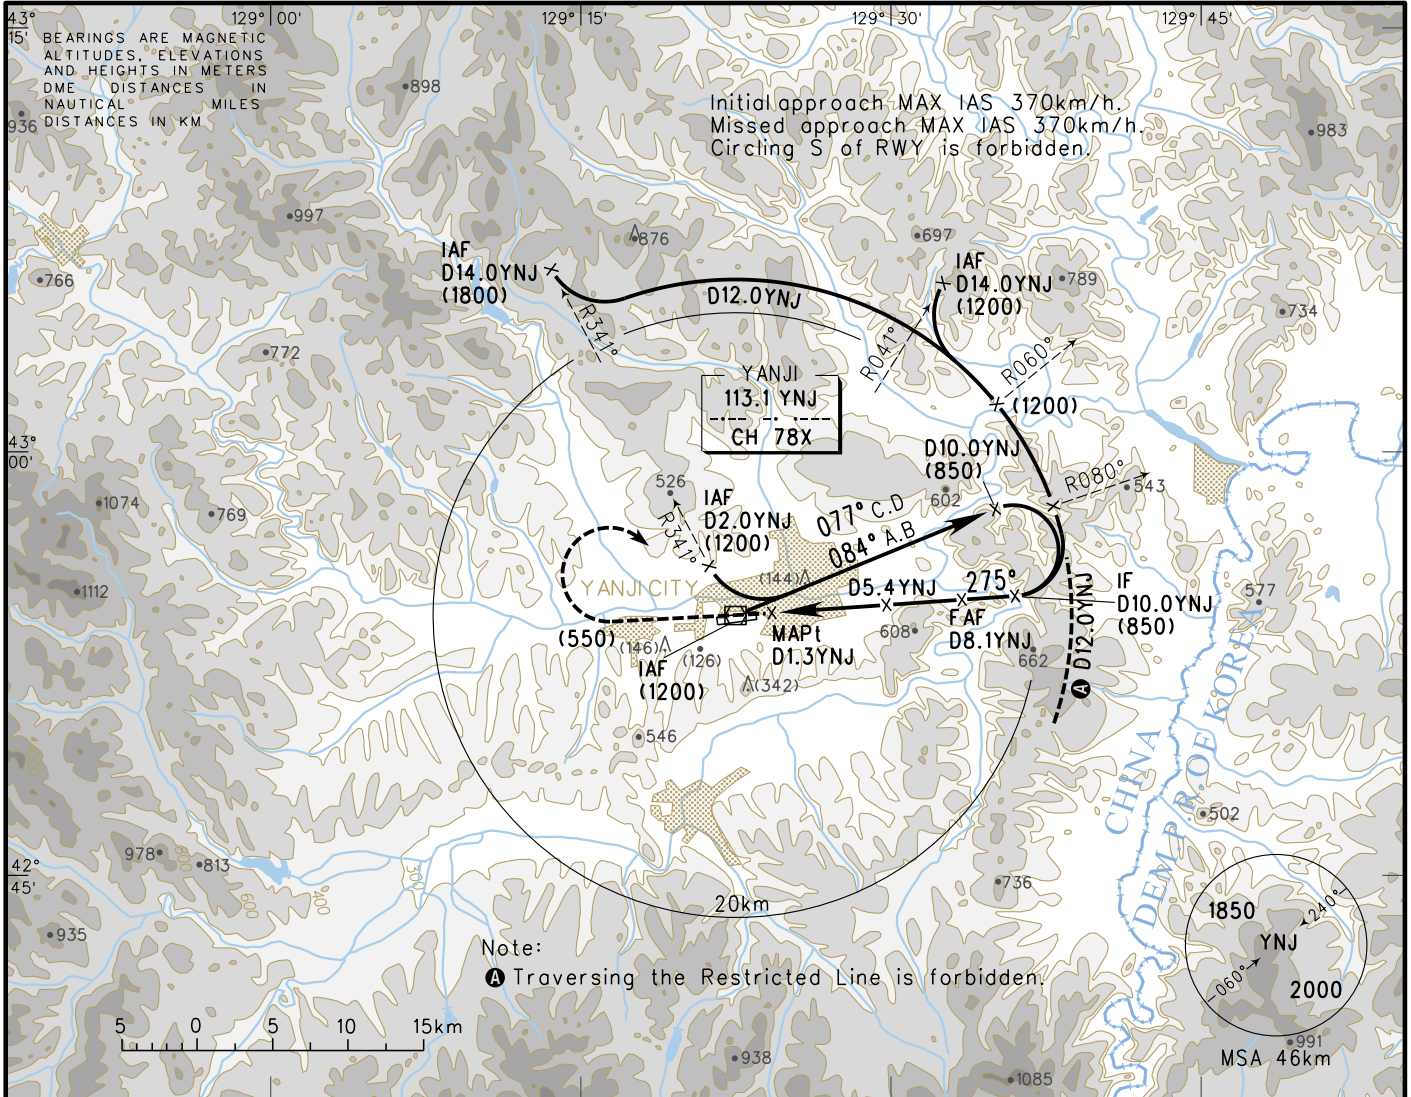 43°
15'
129° 00'
129° 15'
129° 30'
129° 45'
BEARINGS ARE MAGNETIC
ALTITUDES, ELEVATIONS
AND HEIGHTS IN METERS
DME DISTANCES IN
NAUTICAL MILES
DISTANCES IN KM
898
936
Initial approach MAX IAS 370km/h.
Missed approach MAX IAS 370km/h.
Circling S of RWY is forbidden.
983
997
876
697
766
IAF
D14.0YNJ
(1800)
IAF
D14.0YNJ
(1200)
789
D12.0YNJ
734
R341°
R041°
R060°
772
YANJI
113.1 YNJ
CH 78X
(1200)
43°
00'
D10.0YNJ
(850)
R080°
526
602
543
1074
769
IAF
D2.0YNJ
(1200)
077° C.D
084° A.B
R341°
1112
YANJI CITY
(144)
D5.4YNJ
275°
IF
D10.0YNJ
(850)
577
FAF
D8.1YNJ
608
662
(550)
(146)
(126)
MAPt
D1.3YNJ
IAF
(1200)
(342)
A D12.0YNJ
546
CHINA
DEM.P.R.OF KOREA
502
978
813
600
300
42°
45'
600
400
736
20km
935
Note:
A Traversing the Restricted Line is forbidden.
1850
240°
YNJ
060°
2000
MSA 46km
991
5 0 5 10 15km
938
1085